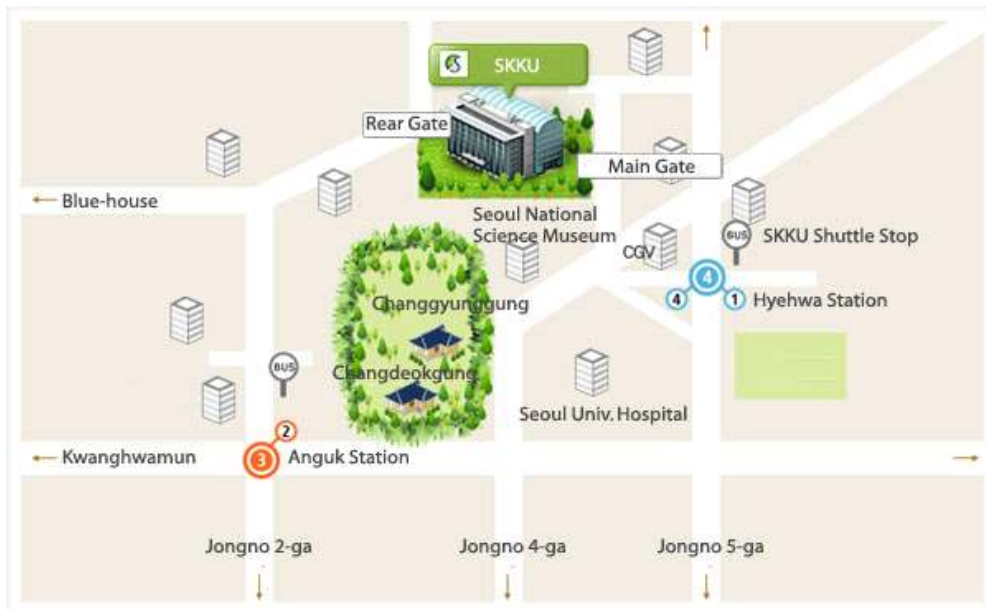 SKKU
Rear Gate
Main Gate
Blue-house
Seoul National
Science Museum
BUS
SKKU Shuttle Stop
CGV
4
4
1
Hyehwa Station
Changgyunggung
BUS
Changdeokgung
Seoul Univ. Hospital
2
Kwanghwamun
3
Anguk Station
Jongno 2-ga
Jongno 4-ga
Jongno 5-ga